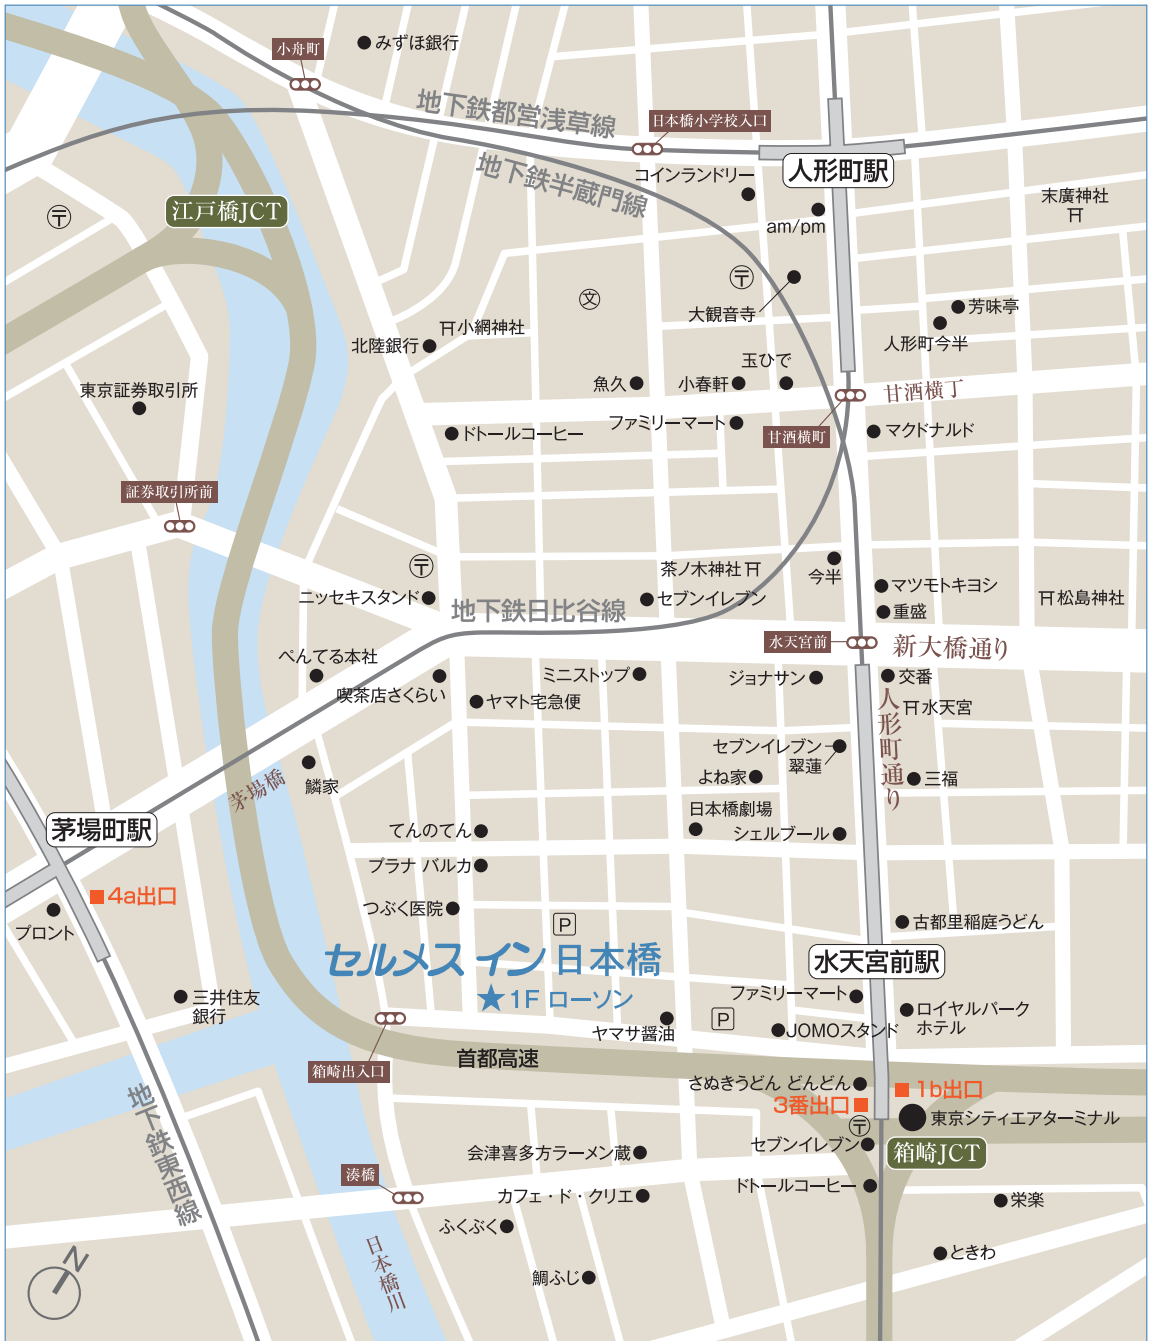 小舟町
みずほ銀行
地下鉄都営浅草線
日本橋小学校入口
地下鉄半蔵門線
コインランドリー
人形町駅
末廣神社
江戸橋JCT
〒
am/pm
〒
大観音寺
文
芳味亭
人形町今半
小網神社
北陸銀行
玉ひで
東京証券取引所
魚久
小春軒
甘酒横丁
ファミリーマート
甘酒横町
マクドナルド
ドトールコーヒー
証券取引所前
〒
茶ノ木神社
今半
マツモトキヨシ
ニッセキスタンド
セブンイレブン
重盛
松島神社
地下鉄日比谷線
水天宮前
新大橋通り
ぺんてる本社
喫茶店さくらい
ミニストップ
ジョナサン
交番
ヤマト宅急便
水天宮
人形町通り
セブンイレブン
翠蓮
よね家
三福
鱗家
茅場橋
日本橋劇場
シェルブール
茅場町駅
てんのてん
ブラナ バルカ
4a出口
プロント
つぶく医院
P
古都里稲庭うどん
セルメス イン 日本橋
水天宮前駅
1F ローソン
ファミリーマート
三井住友
銀行
ロイヤルパーク
ホテル
ヤマサ醤油
P
JOMOスタンド
首都高速
箱崎出入口
さぬきうどん どんどん
1b出口
3番出口
東京シティエアターミナル
〒
セブンイレブン
箱崎JCT
地下鉄東西線
会津喜多方ラーメン蔵
湊橋
カフェ・ド・クリエ
ドトールコーヒー
栄楽
ふくぶく
日本橋川
ときわ
鯛ふじ
N